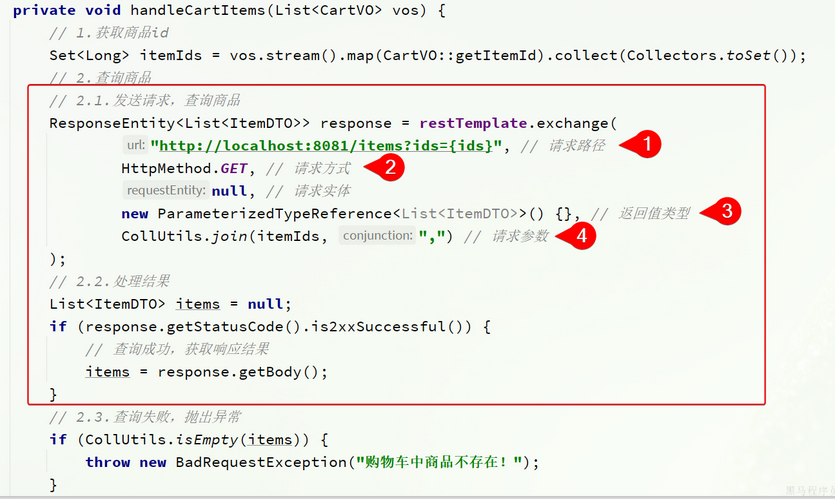 private void handleCartItems(List<CartVO> vos) {
// 1.获取商品id
Set<Long> itemIds = vos.stream().map(CartVO::getItemId).collect(Collectors.toSet());
// 2.查询商品
// 2.1.发送请求，查询商品
ResponseEntity<List<ItemDTO>> response = restTemplate.exchange(
url: "http://localhost:8081/items?ids={ids}", // 请求路径 1
HttpMethod.GET, // 请求方式 2
requestEntity: null, // 请求实体
new ParameterizedTypeReference<List<ItemDTO>>() {}, // 返回值类型 3
CollUtils.join(itemIds, conjunction: ",") // 请求参数 4
);
// 2.2.处理结果
List<ItemDTO> items = null;
if (response.getStatusCode().is2xxSuccessful()) {
// 查询成功，获取响应结果
items = response.getBody();
}
// 2.3.查询失败，抛出异常
if (CollUtils.isEmpty(items)) {
throw new BadRequestException("购物车中商品不存在！");
}
黑马程序员